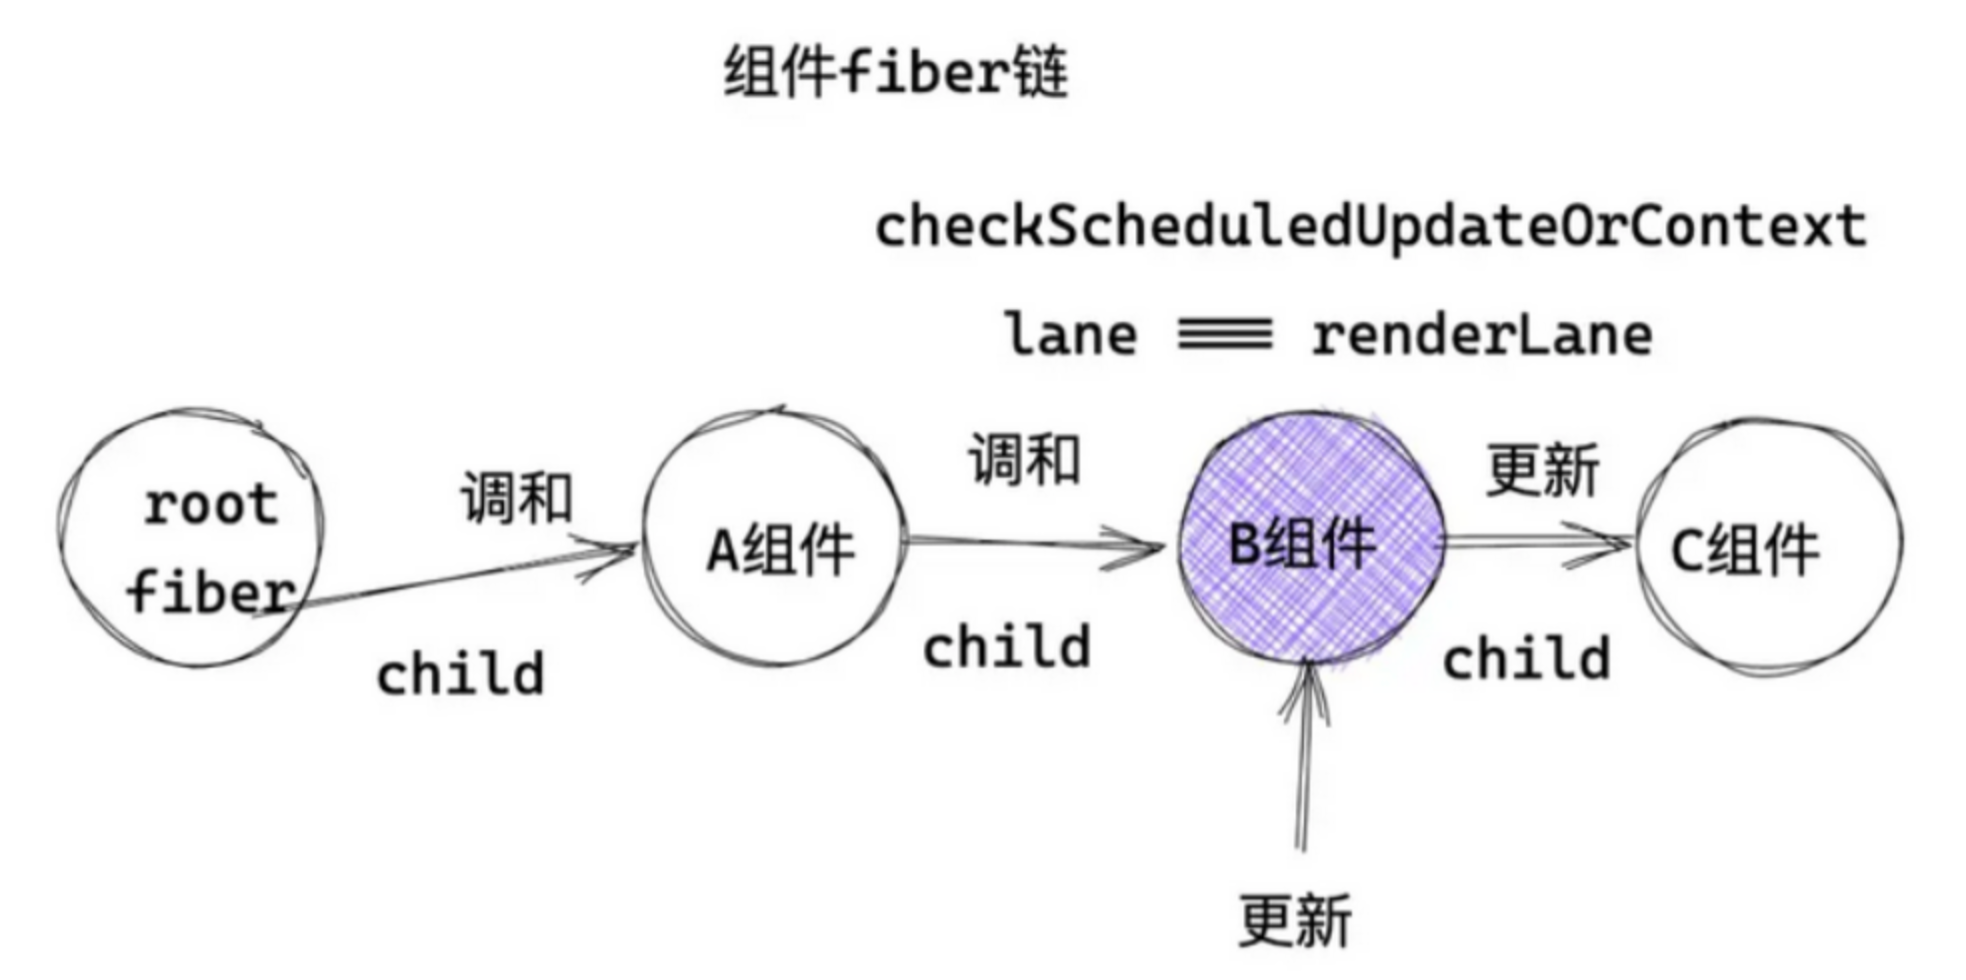 组件fiber链
checkScheduledUpdateOrContext
lane ≡ renderLane
root
fiber
调和
child
A组件
调和
child
B组件
更新
child
C组件
更新